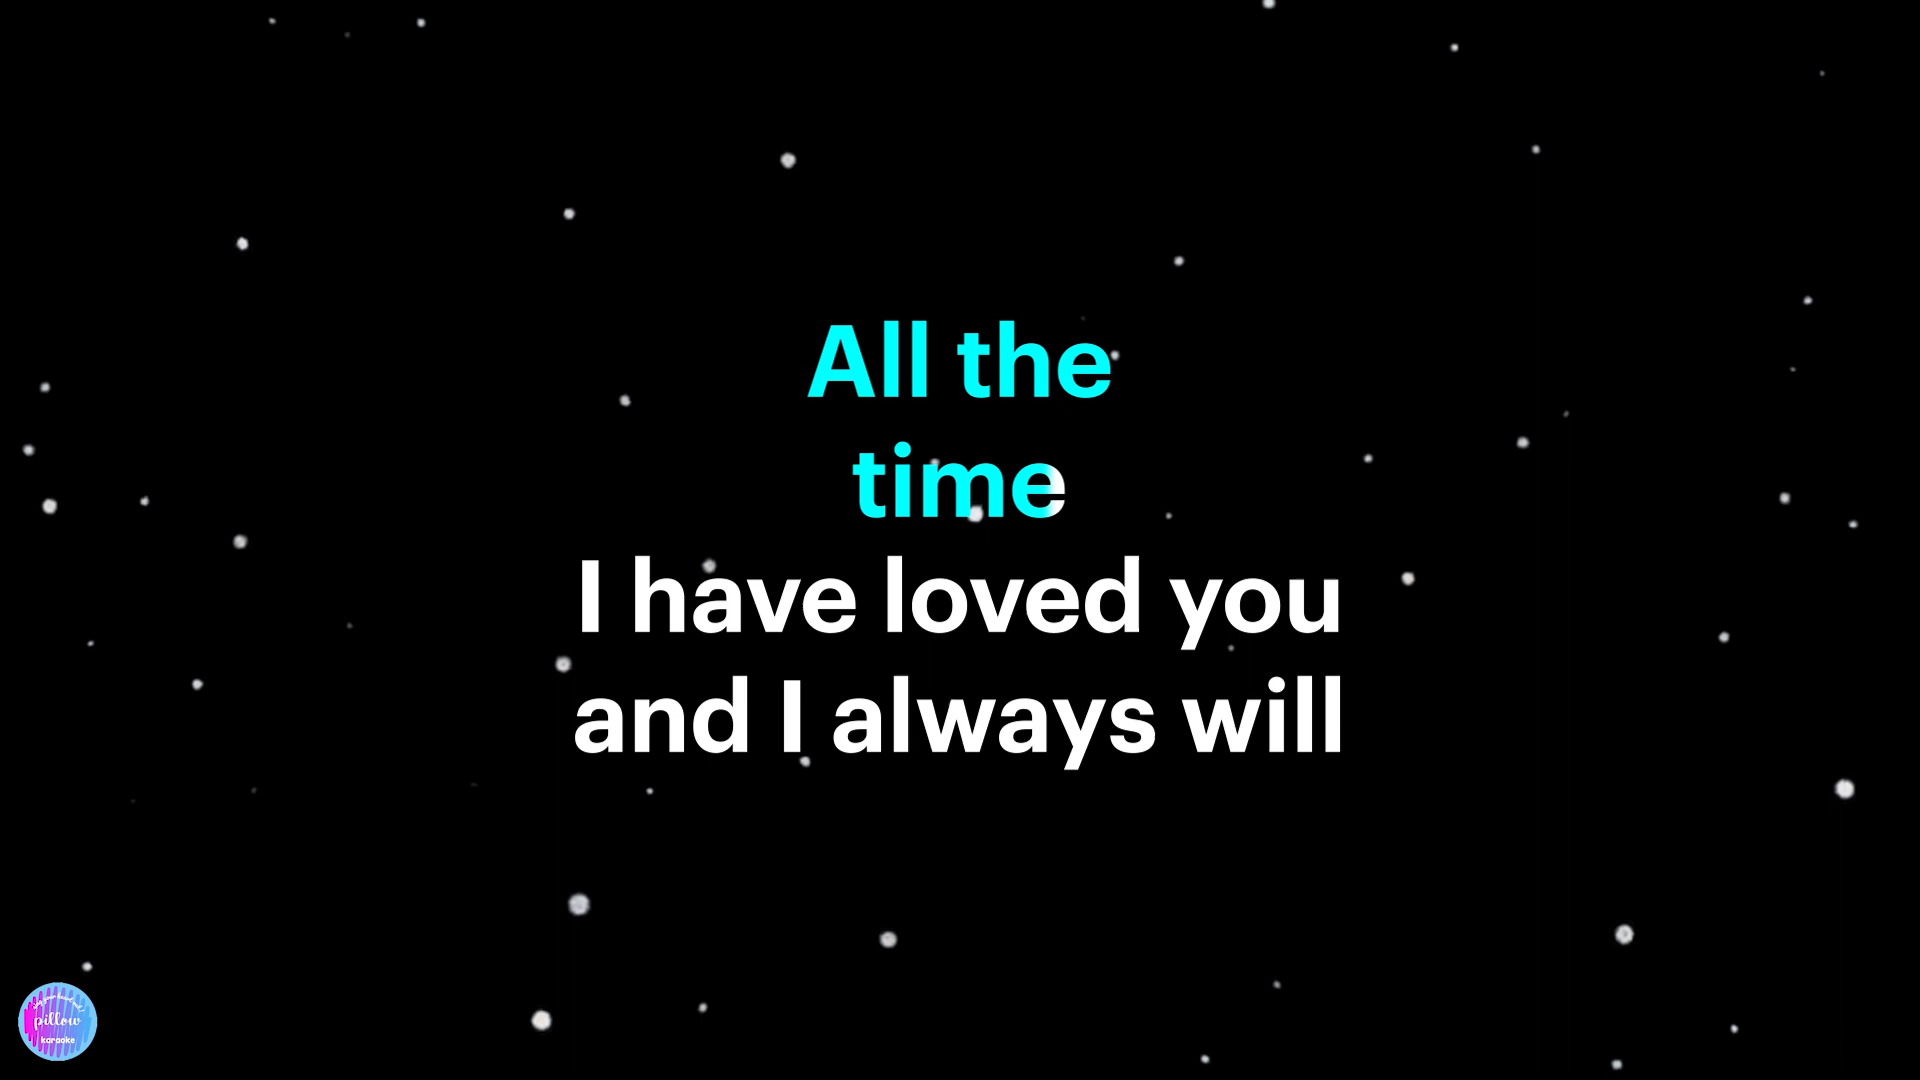 All the
time
I have loved you
and I always will
pillow
karaoke